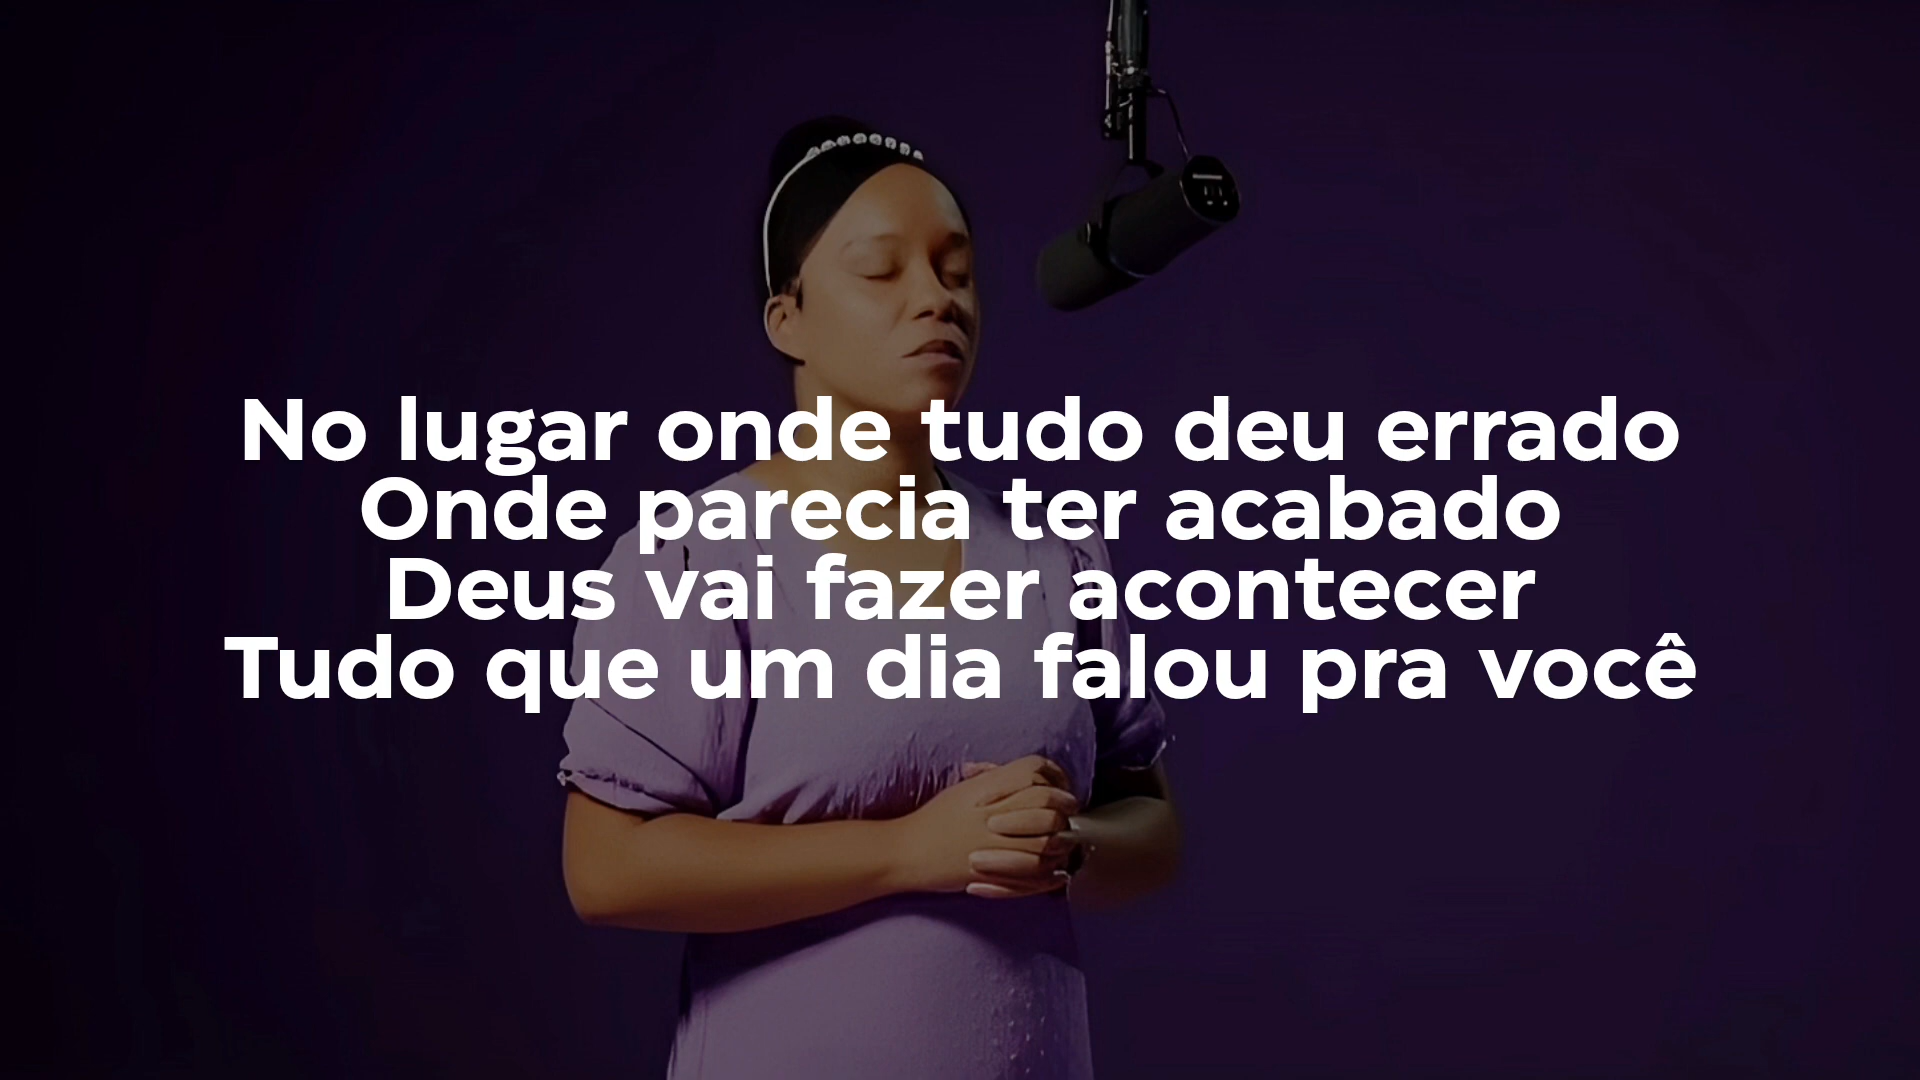 No lugar onde tudo deu errado
Onde parecia ter acabado
Deus vai fazer acontecer
Tudo que um dia falou pra você